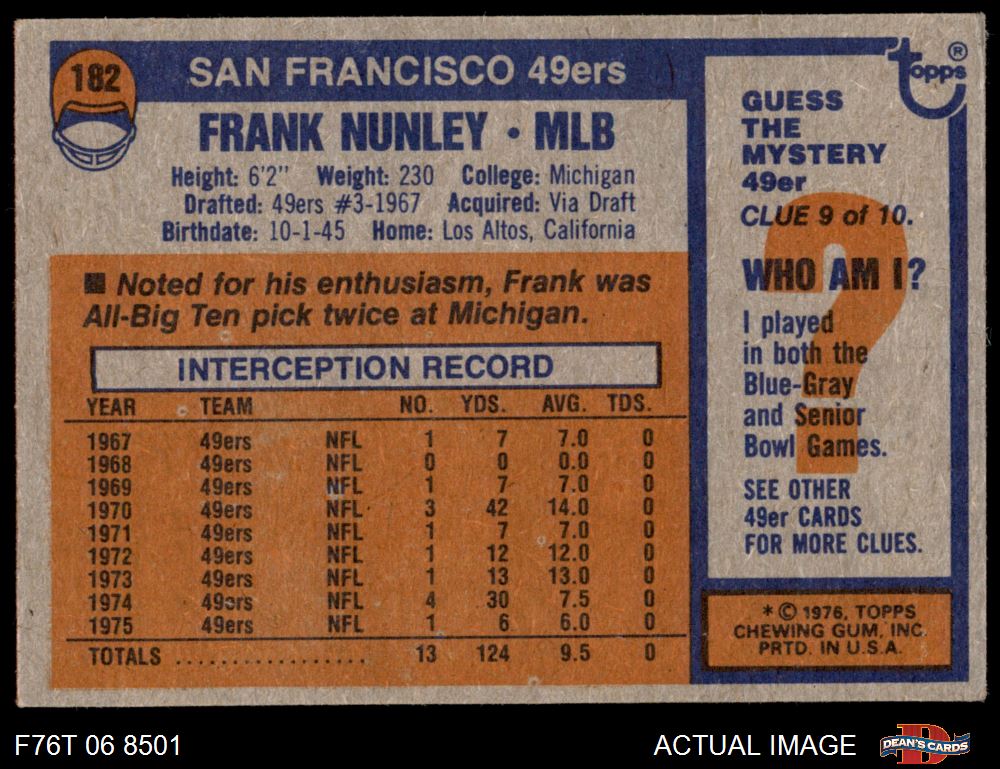 182
SAN FRANCISCO 49ers
FRANK NUNLEY • MLB
Height: 6'2" Weight: 230 College: Michigan
Drafted: 49ers #3-1967 Acquired: Via Draft
Birthdate: 10-1-45 Home: Los Altos, California
■ Noted for his enthusiasm, Frank was
All-Big Ten pick twice at Michigan.
INTERCEPTION RECORD
YEAR TEAM NO. YDS. AVG. TDS.
1967 49ers NFL 1 7 7.0 0
1968 49ers NFL 0 0 0.0 0
1969 49ers NFL 1 7 7.0 0
1970 49ers NFL 3 42 14.0 0
1971 49ers NFL 1 7 7.0 0
1972 49ers NFL 1 12 12.0 0
1973 49ers NFL 1 13 13.0 0
1974 49ers NFL 4 30 7.5 0
1975 49ers NFL 1 6 6.0 0
TOTALS .................. 13 124 9.5 0
topps ®
GUESS
THE
MYSTERY
49er
CLUE 9 of 10.
?
WHO AM I?
I played
in both the
Blue-Gray
and Senior
Bowl Games.
SEE OTHER
49er CARDS
FOR MORE CLUES.
* © 1976, TOPPS
CHEWING GUM, INC.
PRTD. IN U.S.A.
F76T 06 8501
ACTUAL IMAGE
D
DEAN'S CARDS